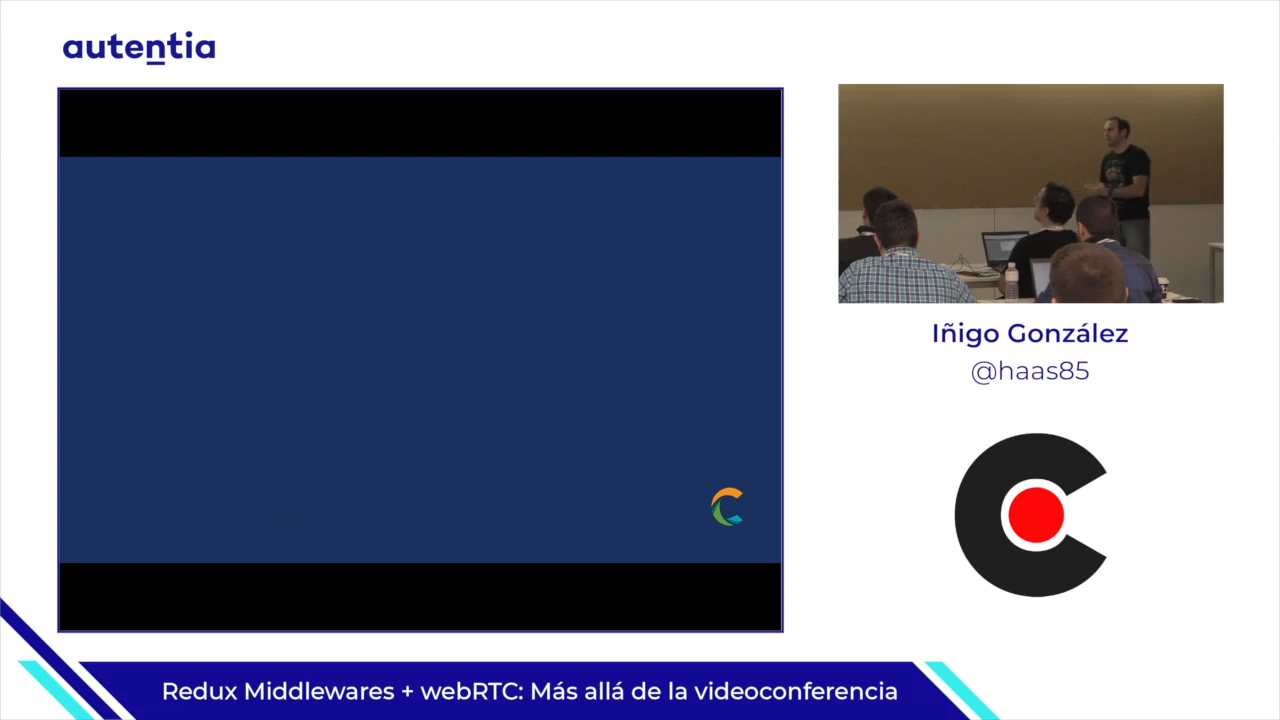 autentia
Iñigo González
@haas85
Redux Middlewares + webRTC: Más allá de la videoconferencia